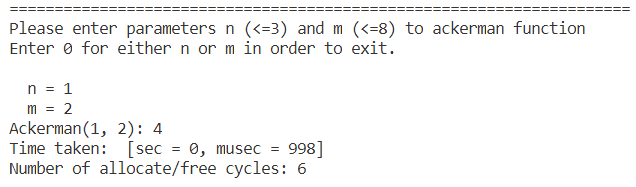 ==============================================================================
Please enter parameters n (<=3) and m (<=8) to ackerman function
Enter 0 for either n or m in order to exit.
n = 1
m = 2
Ackerman(1, 2): 4
Time taken:  [sec = 0, musec = 998]
Number of allocate/free cycles: 6